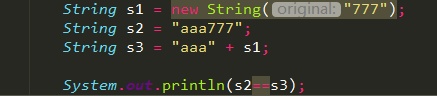 String s1 = new String( original: "777");
String s2 = "aaa777";
String s3 = "aaa" + s1;
System.out.println(s2==s3);